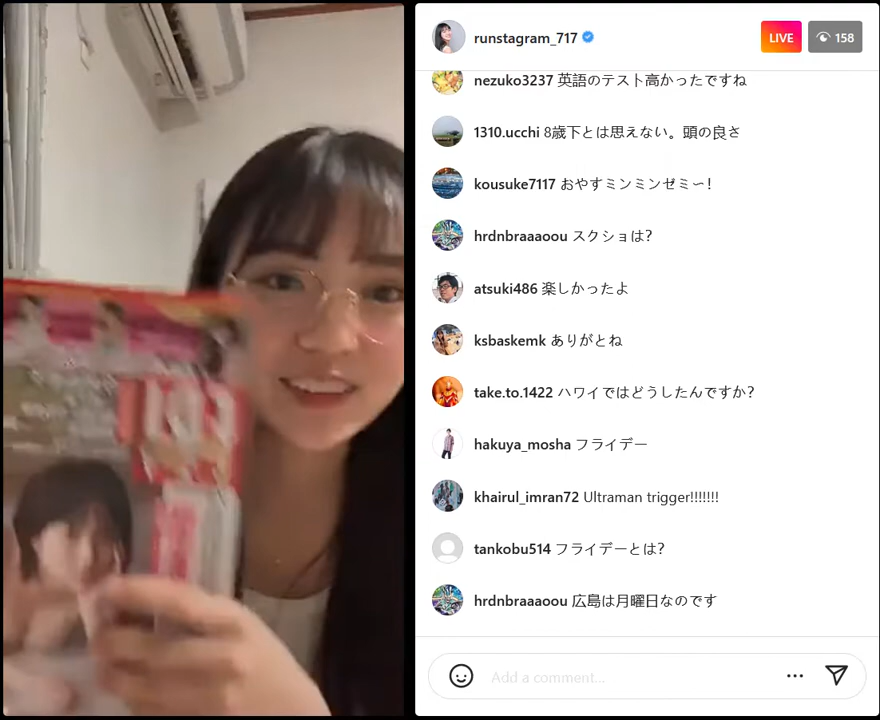 runstagram_717
LIVE
158
nezuko3237 英語のテスト高かったですね
1310.ucchi 8歳下とは思えない。頭の良さ
kousuke7117 おやすミンミンゼミ〜！
hrdnbraaaoou スクショは？
atsuki486 楽しかったよ
ksbaskemk ありがとね
take.to.1422 ハワイではどうしたんですか？
hakuya_mosha フライデー
khairul_imran72 Ultraman trigger!!!!!!!
tankobu514 フライデーとは？
hrdnbraaaoou 広島は月曜日なのです
Add a comment...